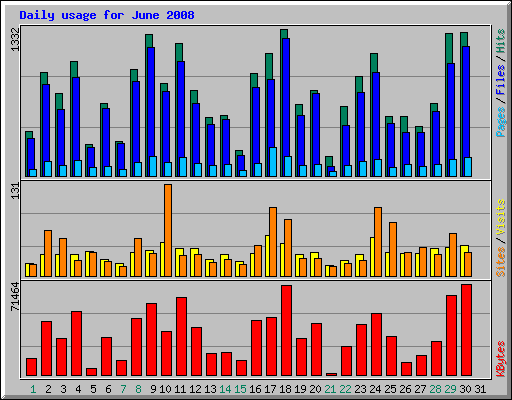 Daily usage for June 2008
1332
Pages / Files / Hits
131
Sites / Visits
71464
KBytes
1 2 3 4 5 6 7 8 9 10 11 12 13 14 15 16 17 18 19 20 21 22 23 24 25 26 27 28 29 30 31